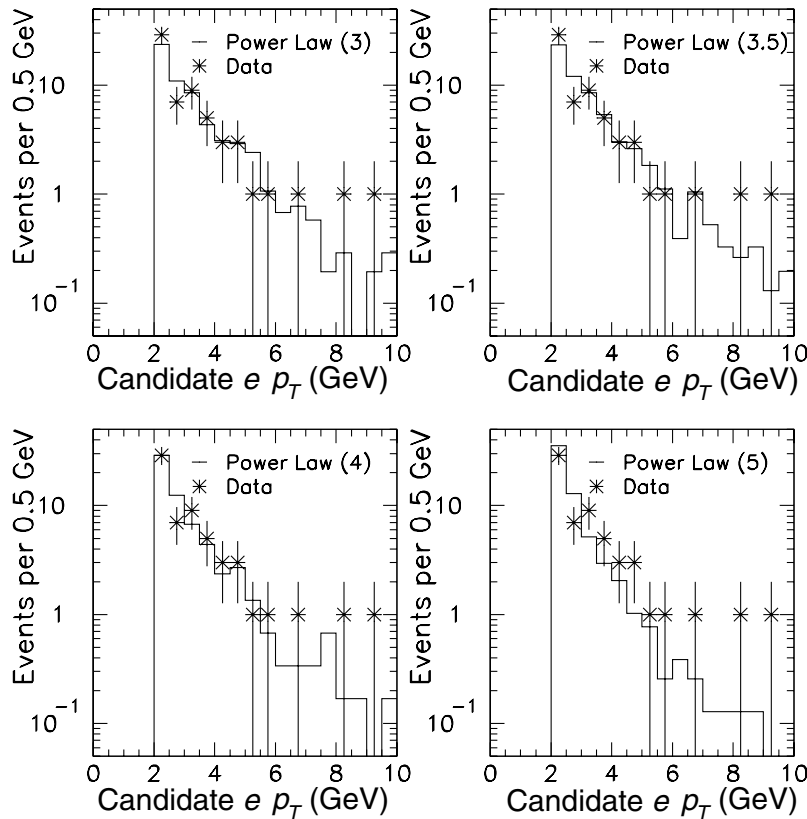 Events per 0.5 GeV
10
1
10⁻¹
Power Law (3)
Data
0 2 4 6 8 10
Candidate e p_T (GeV)
Events per 0.5 GeV
10
1
10⁻¹
Power Law (3.5)
Data
0 2 4 6 8 10
Candidate e p_T (GeV)
Events per 0.5 GeV
10
1
10⁻¹
Power Law (4)
Data
0 2 4 6 8 10
Candidate e p_T (GeV)
Events per 0.5 GeV
10
1
10⁻¹
Power Law (5)
Data
0 2 4 6 8 10
Candidate e p_T (GeV)